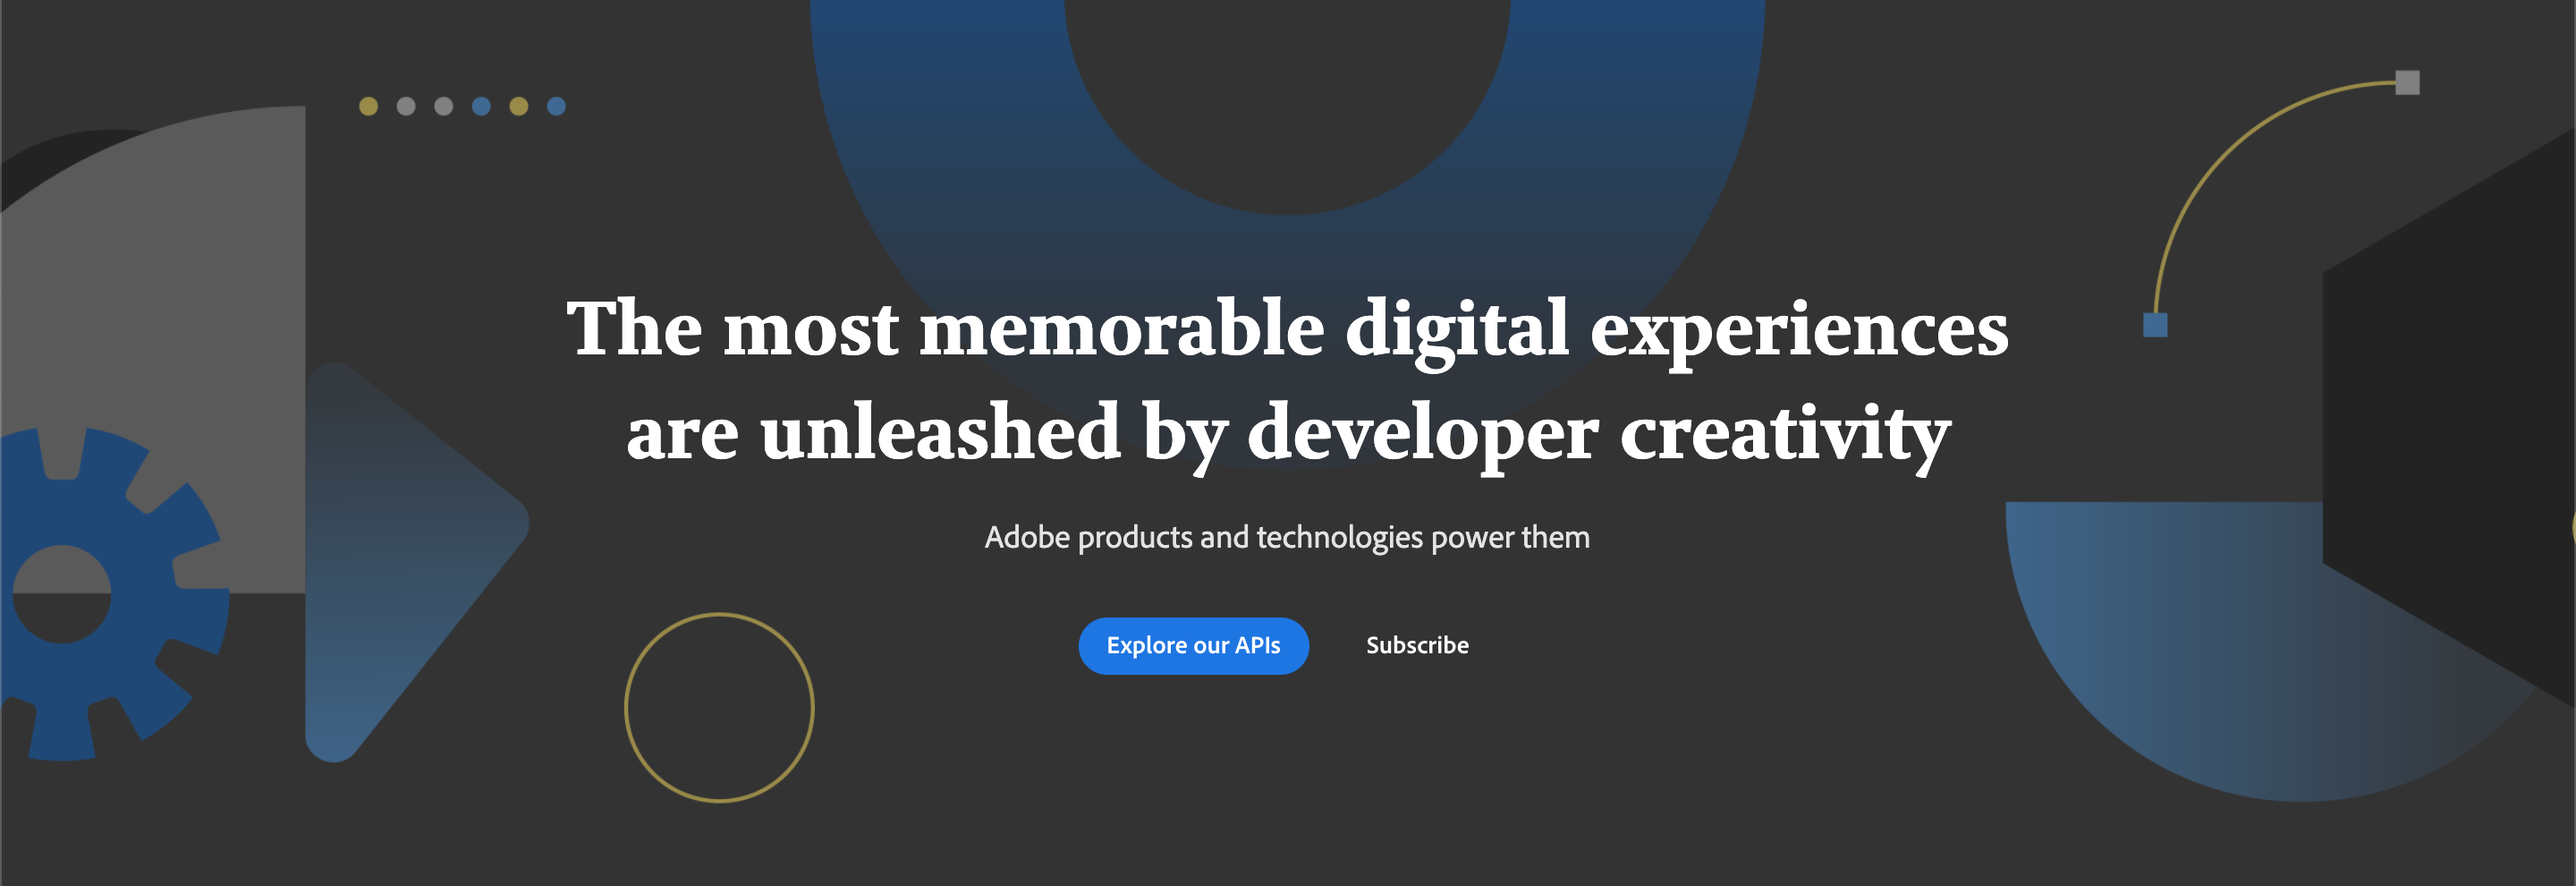 The most memorable digital experiences
are unleashed by developer creativity
Adobe products and technologies power them
Explore our APIs
Subscribe